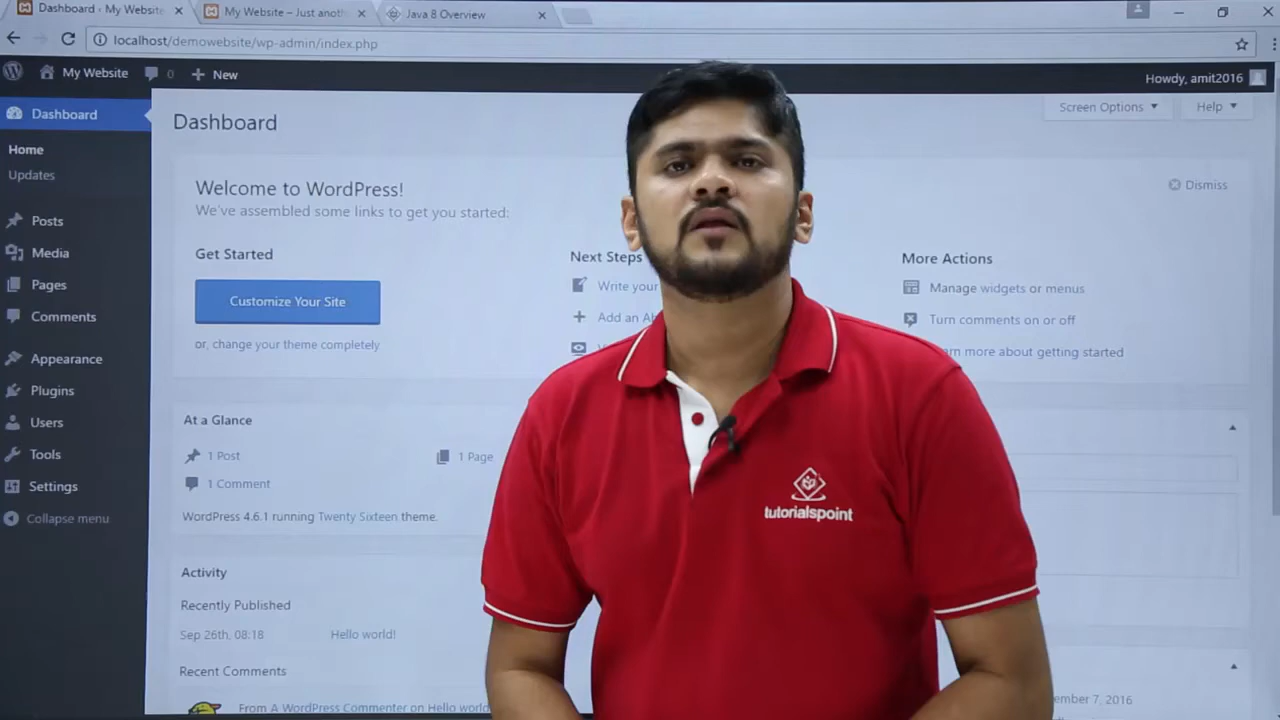 Dashboard ‹ My Website
My Website – Just anoth
Java 8 Overview
localhost/demowebsite/wp-admin/index.php
My Website
0
New
Howdy, amit2016
Dashboard
Home
Updates
Posts
Media
Pages
Comments
Appearance
Plugins
Users
Tools
Settings
Collapse menu
Dashboard
Screen Options
Help
Welcome to WordPress!
Dismiss
We've assembled some links to get you started:
Get Started
Customize Your Site
or, change your theme completely
Next Steps
Write your
Add an Ab
More Actions
Manage widgets or menus
Turn comments on or off
rn more about getting started
At a Glance
1 Post
1 Page
1 Comment
WordPress 4.6.1 running Twenty Sixteen theme.
Activity
Recently Published
Sep 26th, 08:18
Hello world!
Recent Comments
From A WordPress Commenter on Hello world
ember 7, 2016
tutorialspoint